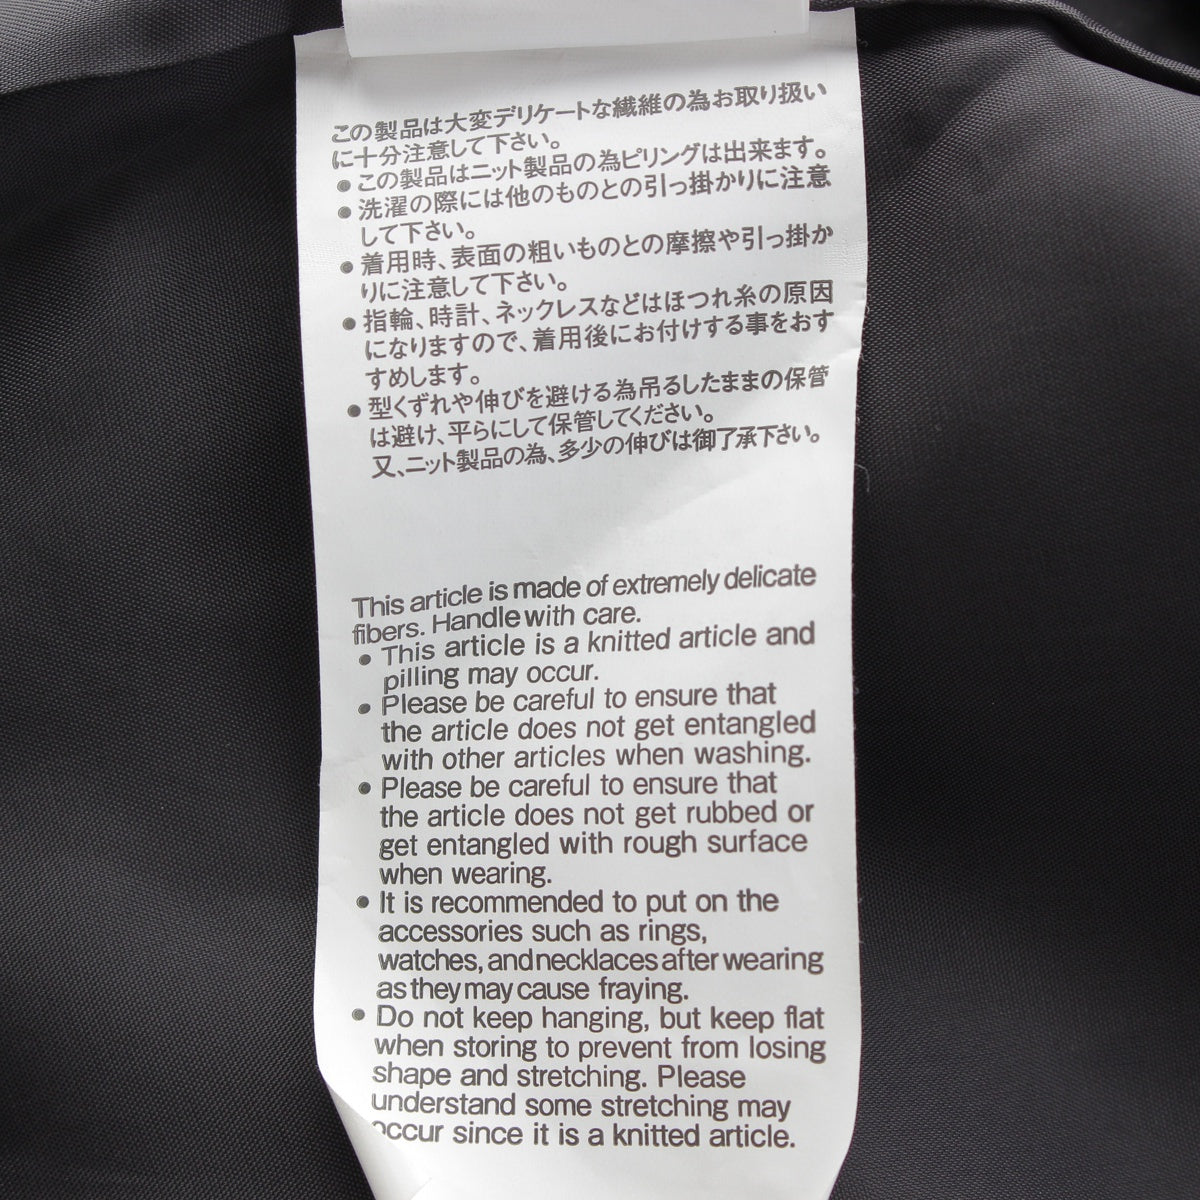 この製品は大変デリケートな繊維の為お取り扱い
に十分注意して下さい。
● この製品はニット製品の為ピリングは出来ます。
● 洗濯の際には他のものとの引っ掛かりに注意
して下さい。
● 着用時、表面の粗いものとの摩擦や引っ掛か
りに注意して下さい。
● 指輪、時計、ネックレスなどはほつれ糸の原因
になりますので、着用後にお付けする事をおす
すめします。
● 型くずれや伸びを避ける為吊るしたままの保管
は避け、平らにして保管してください。
又、ニット製品の為、多少の伸びは御了承下さい。
This article is made of extremely delicate
fibers. Handle with care.
● This article is a knitted article and
pilling may occur.
● Please be careful to ensure that
the article does not get entangled
with other articles when washing.
● Please be careful to ensure that
the article does not get rubbed or
get entangled with rough surface
when wearing.
● It is recommended to put on the
accessories such as rings,
watches, and necklaces after wearing
as they may cause fraying.
● Do not keep hanging, but keep flat
when storing to prevent from losing
shape and stretching. Please
understand some stretching may
occur since it is a knitted article.